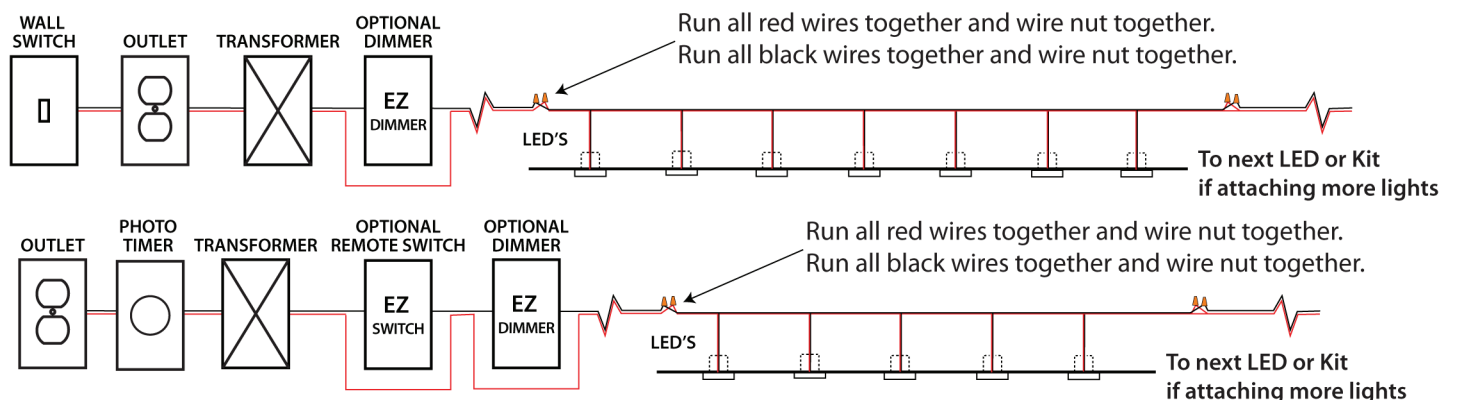 WALL
SWITCH
OUTLET
TRANSFORMER
OPTIONAL
DIMMER
EZ
DIMMER
Run all red wires together and wire nut together.
Run all black wires together and wire nut together.
LED'S
To next LED or Kit
if attaching more lights
OUTLET
PHOTO
TIMER
TRANSFORMER
OPTIONAL
REMOTE SWITCH
OPTIONAL
DIMMER
EZ
SWITCH
EZ
DIMMER
Run all red wires together and wire nut together.
Run all black wires together and wire nut together.
LED'S
To next LED or Kit
if attaching more lights